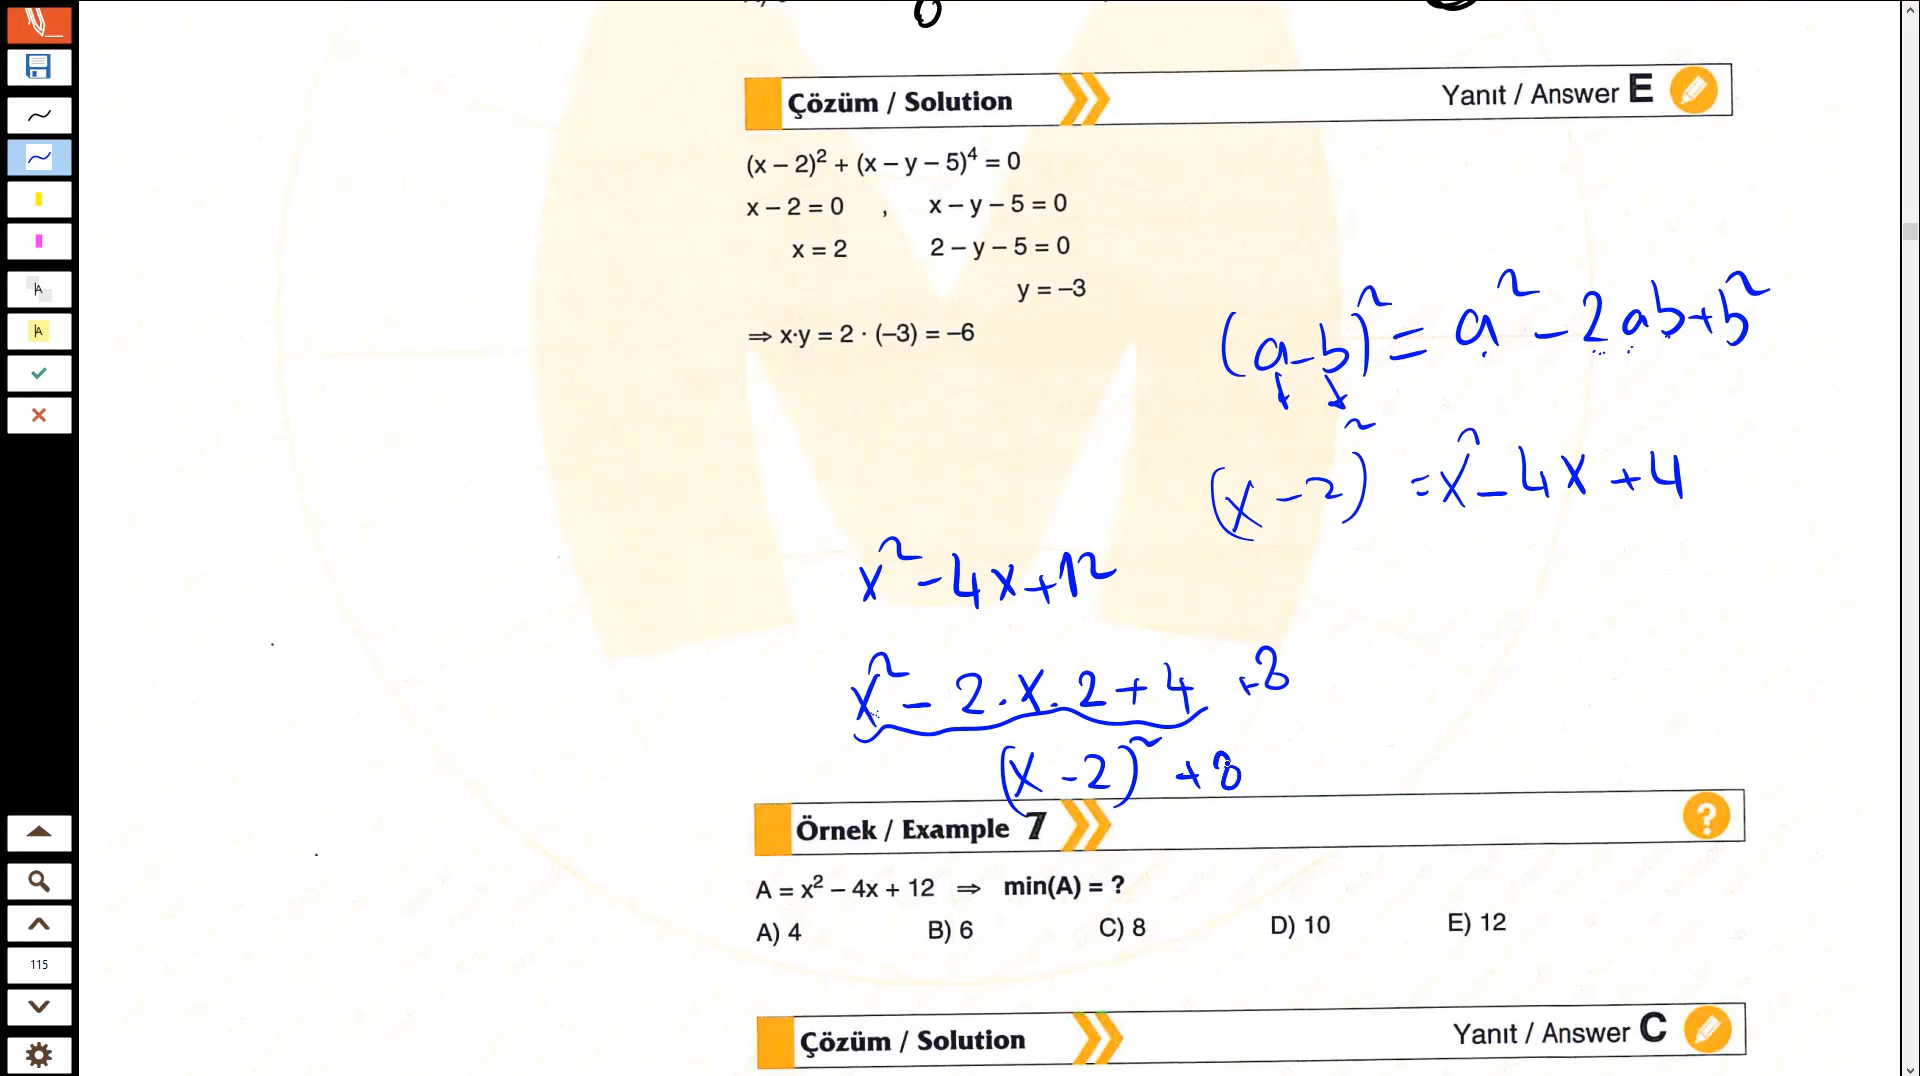 Çözüm / Solution Yanıt / Answer E
(x – 2)² + (x – y – 5)⁴ = 0
x – 2 = 0 , x – y – 5 = 0
x = 2 2 – y – 5 = 0
y = –3
⇒ x·y = 2 · (–3) = –6
(a-b)² = a² - 2ab + b²
(x - 2)² = x² - 4x + 4
x² - 4x + 12
x² - 2 . x . 2 + 4 + 8
(x - 2)² + 8
Örnek / Example 7 ?
A = x² – 4x + 12 ⇒ min(A) = ?
A) 4 B) 6 C) 8 D) 10 E) 12
Çözüm / Solution Yanıt / Answer C
115